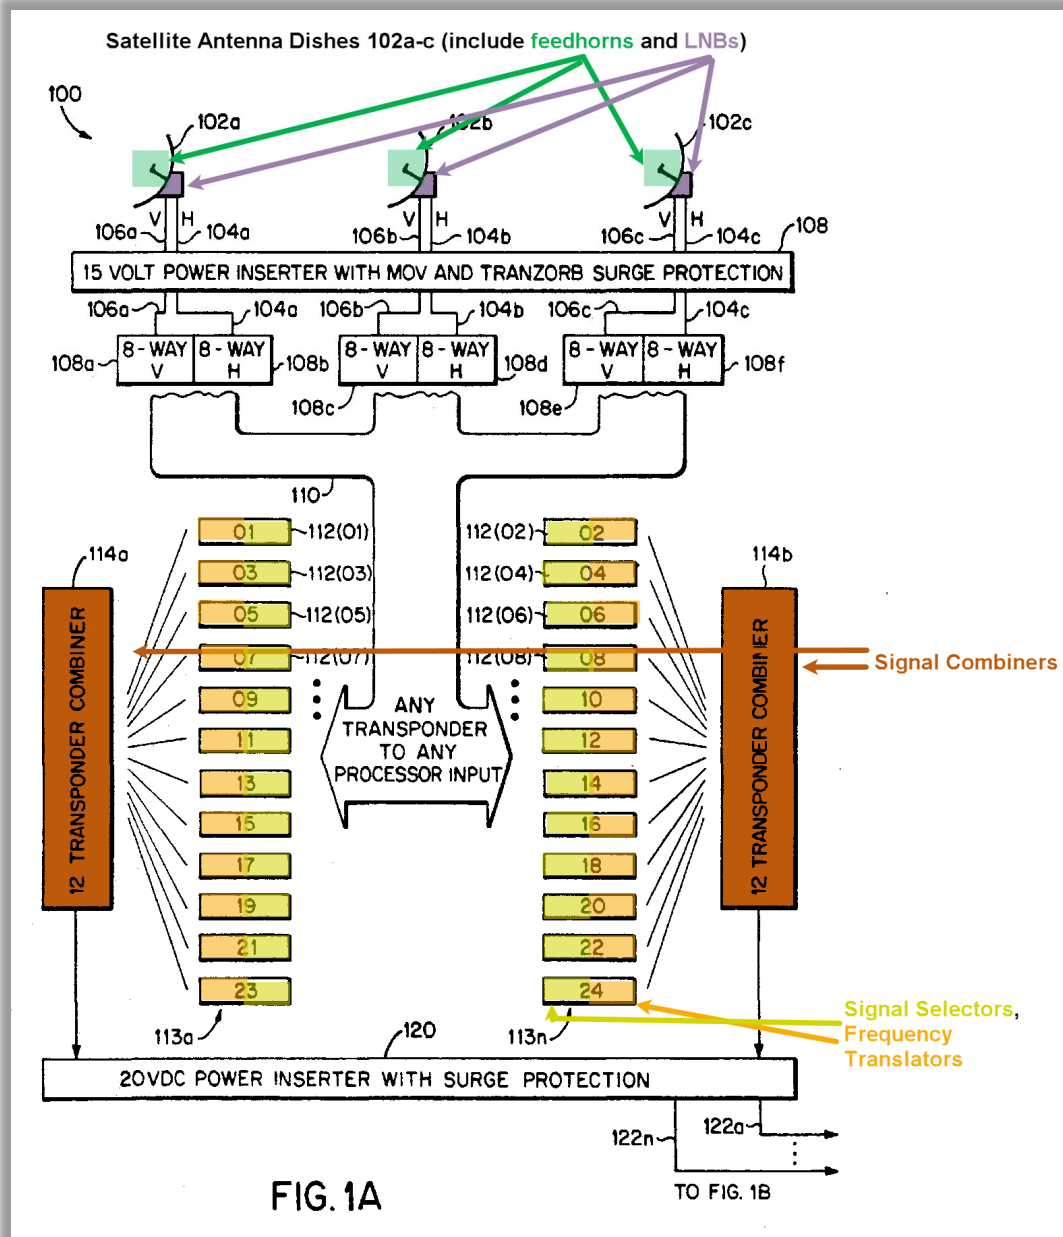 Satellite Antenna Dishes 102a-c (include feedhorns and LNBs)
100
102a
102b
102c
V H
V H
V H
106a 104a
106b 104b
106c 104c
108
15 VOLT POWER INSERTER WITH MOV AND TRANZORB SURGE PROTECTION
106a 104a
106b 104b
106c 104c
108a 8-WAY V 8-WAY H 108b
108c 8-WAY V 8-WAY H 108d
108e 8-WAY V 8-WAY H 108f
110
114a
114b
01 112(01) 112(02) 02
03 112(03) 112(04) 04
05 112(05) 112(06) 06
07 112(07) 112(08) 08
09 10
11 12
13 14
15 16
17 18
19 20
21 22
23 24
12 TRANSPONDER COMBINER
ANY
TRANSPONDER
TO ANY
PROCESSOR INPUT
12 TRANSPONDER COMBINER
Signal Combiners
113a
113n
Signal Selectors,
Frequency
Translators
120
20VDC POWER INSERTER WITH SURGE PROTECTION
122n
122a
TO FIG. 1B
FIG. 1A